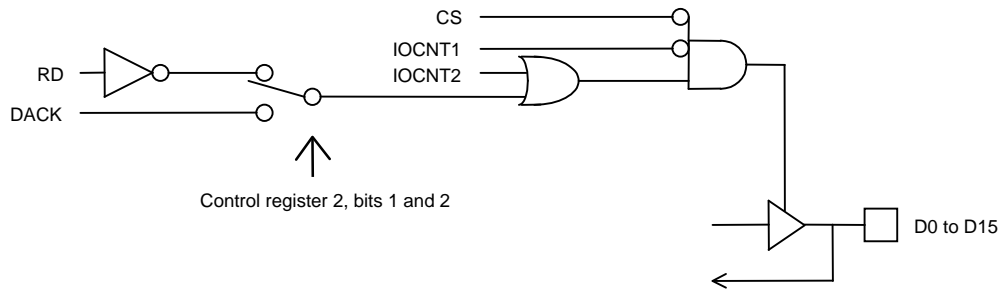 CS
IOCNT1
RD
IOCNT2
DACK
Control register 2, bits 1 and 2
D0 to D15